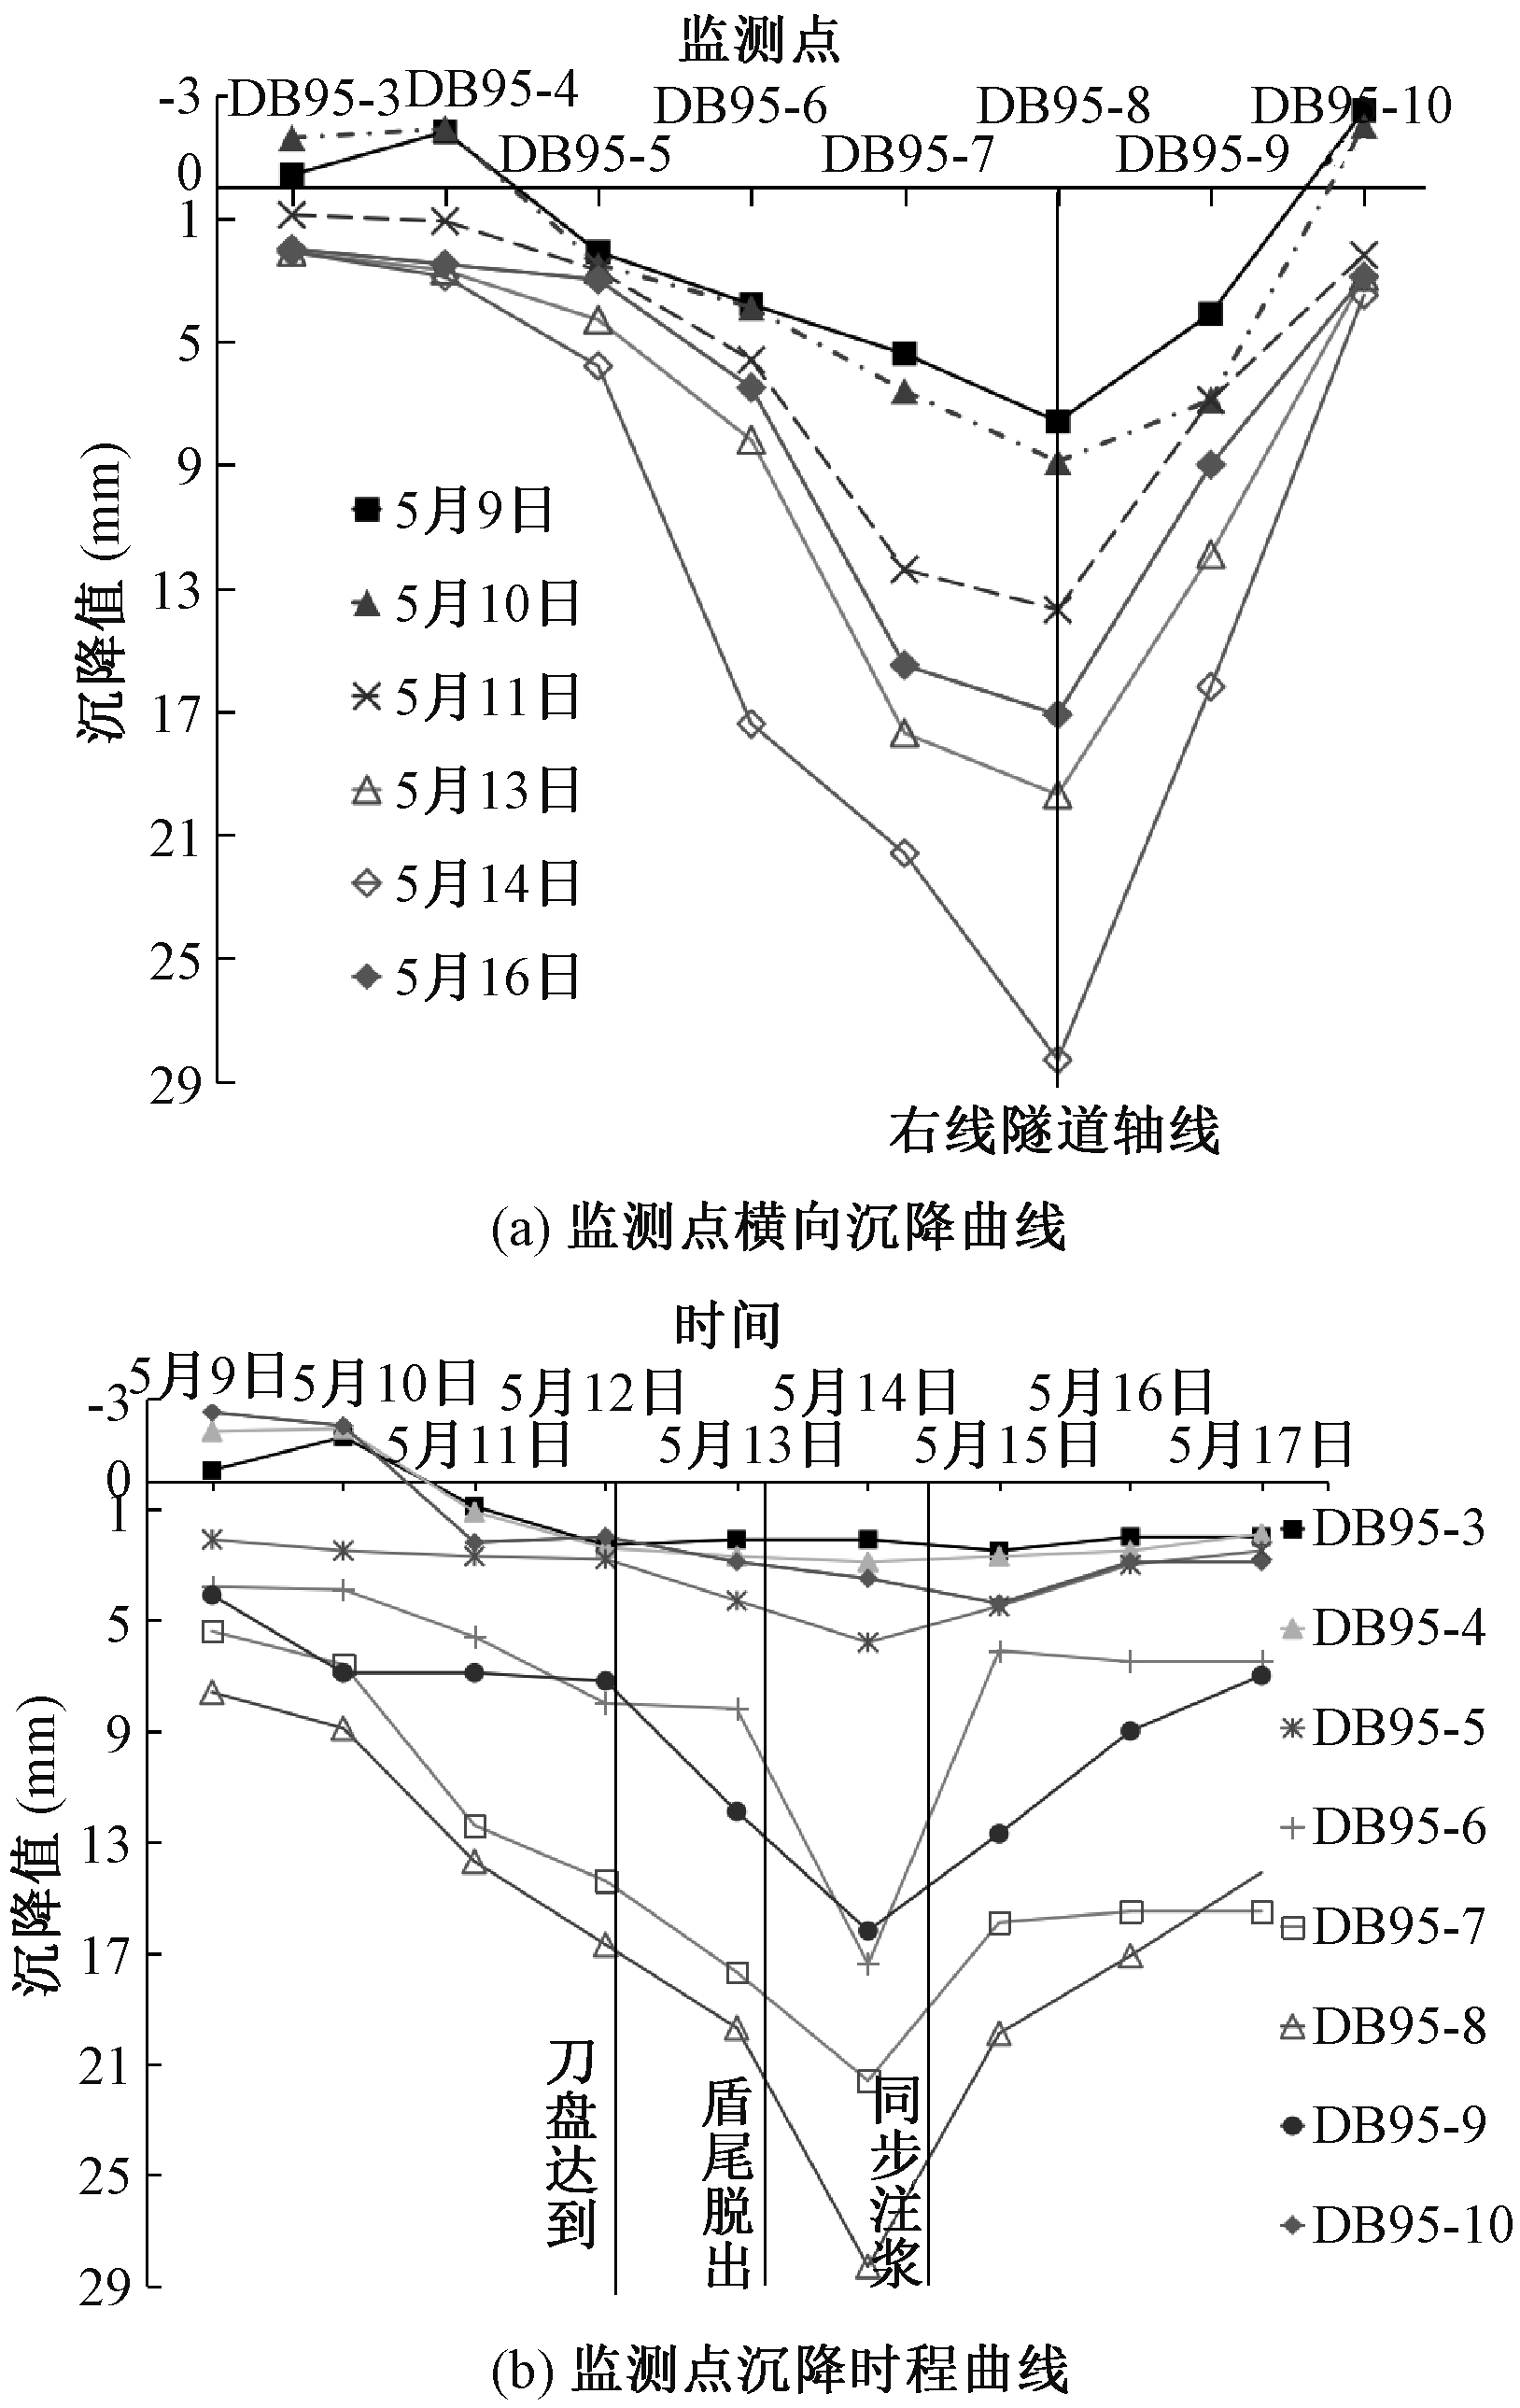 监测点
-3
DB95-3
DB95-4
DB95-6
DB95-8
DB95-10
DB95-5
DB95-7
DB95-9
0
1
5
9
13
17
21
25
29
沉降值 (mm)
5月9日
5月10日
5月11日
5月13日
5月14日
5月16日
右线隧道轴线
(a) 监测点横向沉降曲线
时间
5月9日
5月10日
5月12日
5月14日
5月16日
-3
5月11日
5月13日
5月15日
5月17日
0
1
5
9
13
17
21
25
29
沉降值 (mm)
刀盘达到
盾尾脱出
同步注浆
DB95-3
DB95-4
DB95-5
DB95-6
DB95-7
DB95-8
DB95-9
DB95-10
(b) 监测点沉降时程曲线